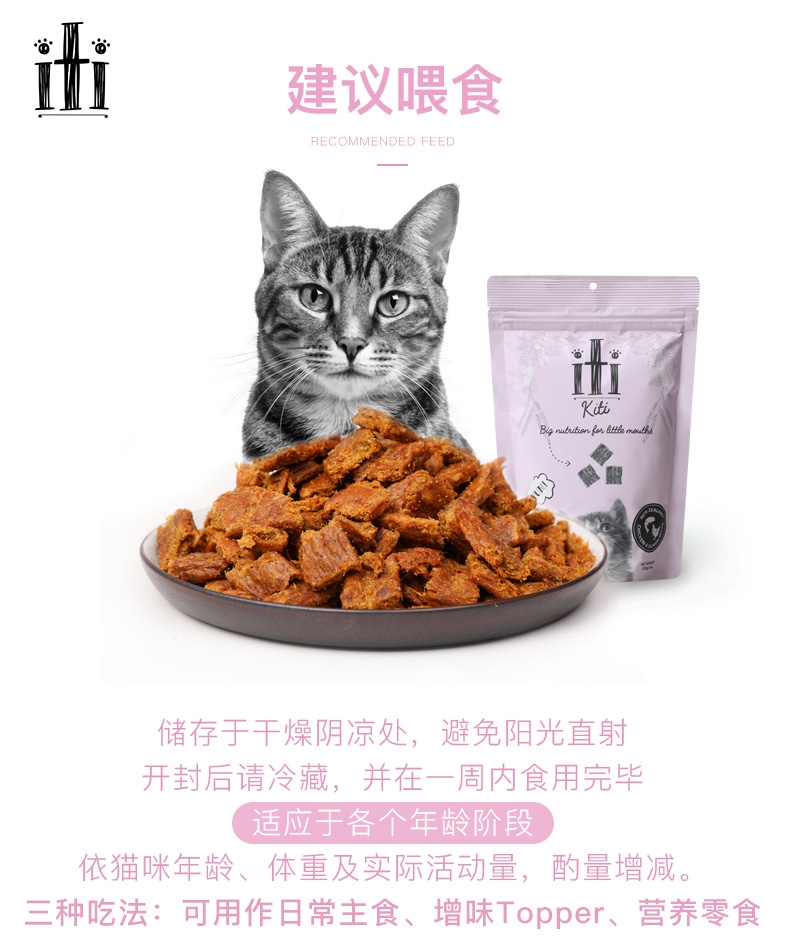 iti
建议喂食
RECOMMENDED FEED
iti
Kiti
Big nutrition for little mouths
储存于干燥阴凉处，避免阳光直射
开封后请冷藏，并在一周内食用完毕
适应于各个年龄阶段
依猫咪年龄、体重及实际活动量，酌量增减。
三种吃法：可用作日常主食、增味Topper、营养零食